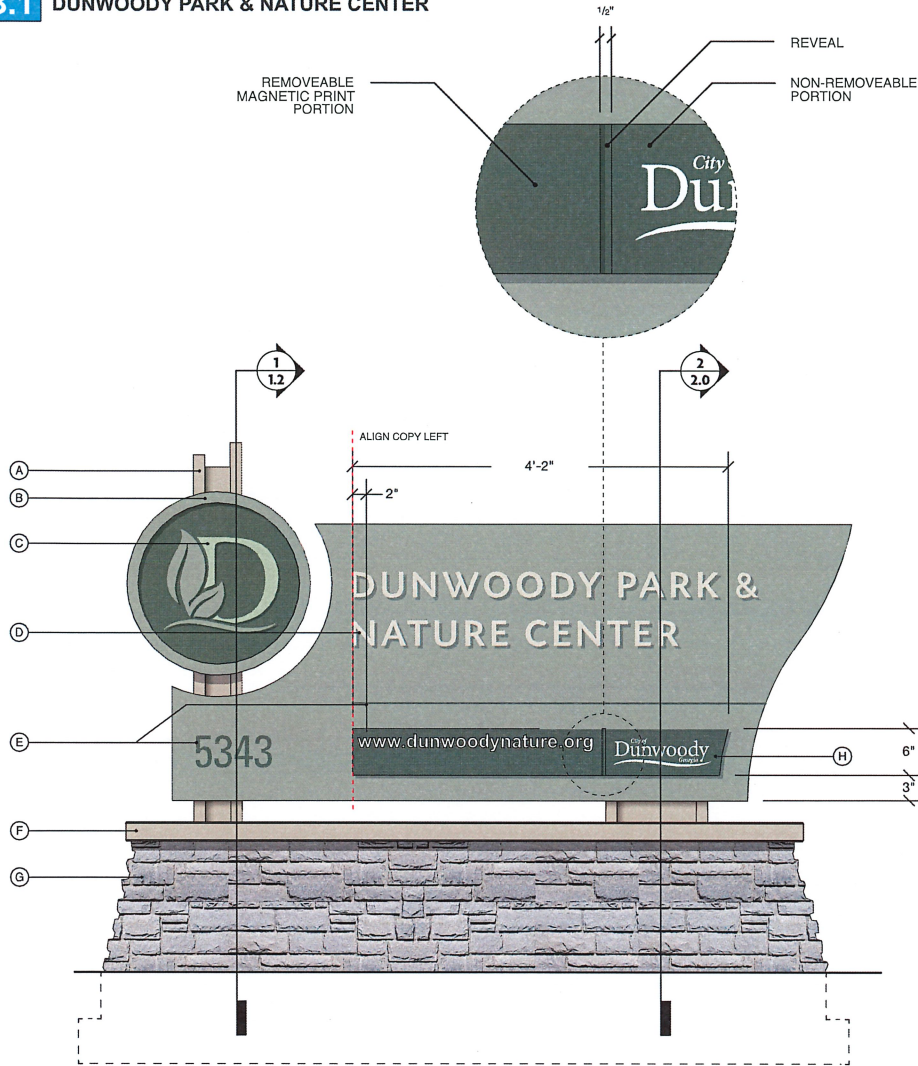 3.1 DUNWOODY PARK & NATURE CENTER
1/2"
REVEAL
REMOVEABLE
MAGNETIC PRINT
PORTION
NON-REMOVEABLE
PORTION
City
Du
1
1.2
2
2.0
ALIGN COPY LEFT
4'-2"
2"
A
B
C
D
DUNWOODY PARK &
NATURE CENTER
D
E
5343
www.dunwoodynature.org
City of
Dunwoody
Georgia
H
6"
3"
F
G